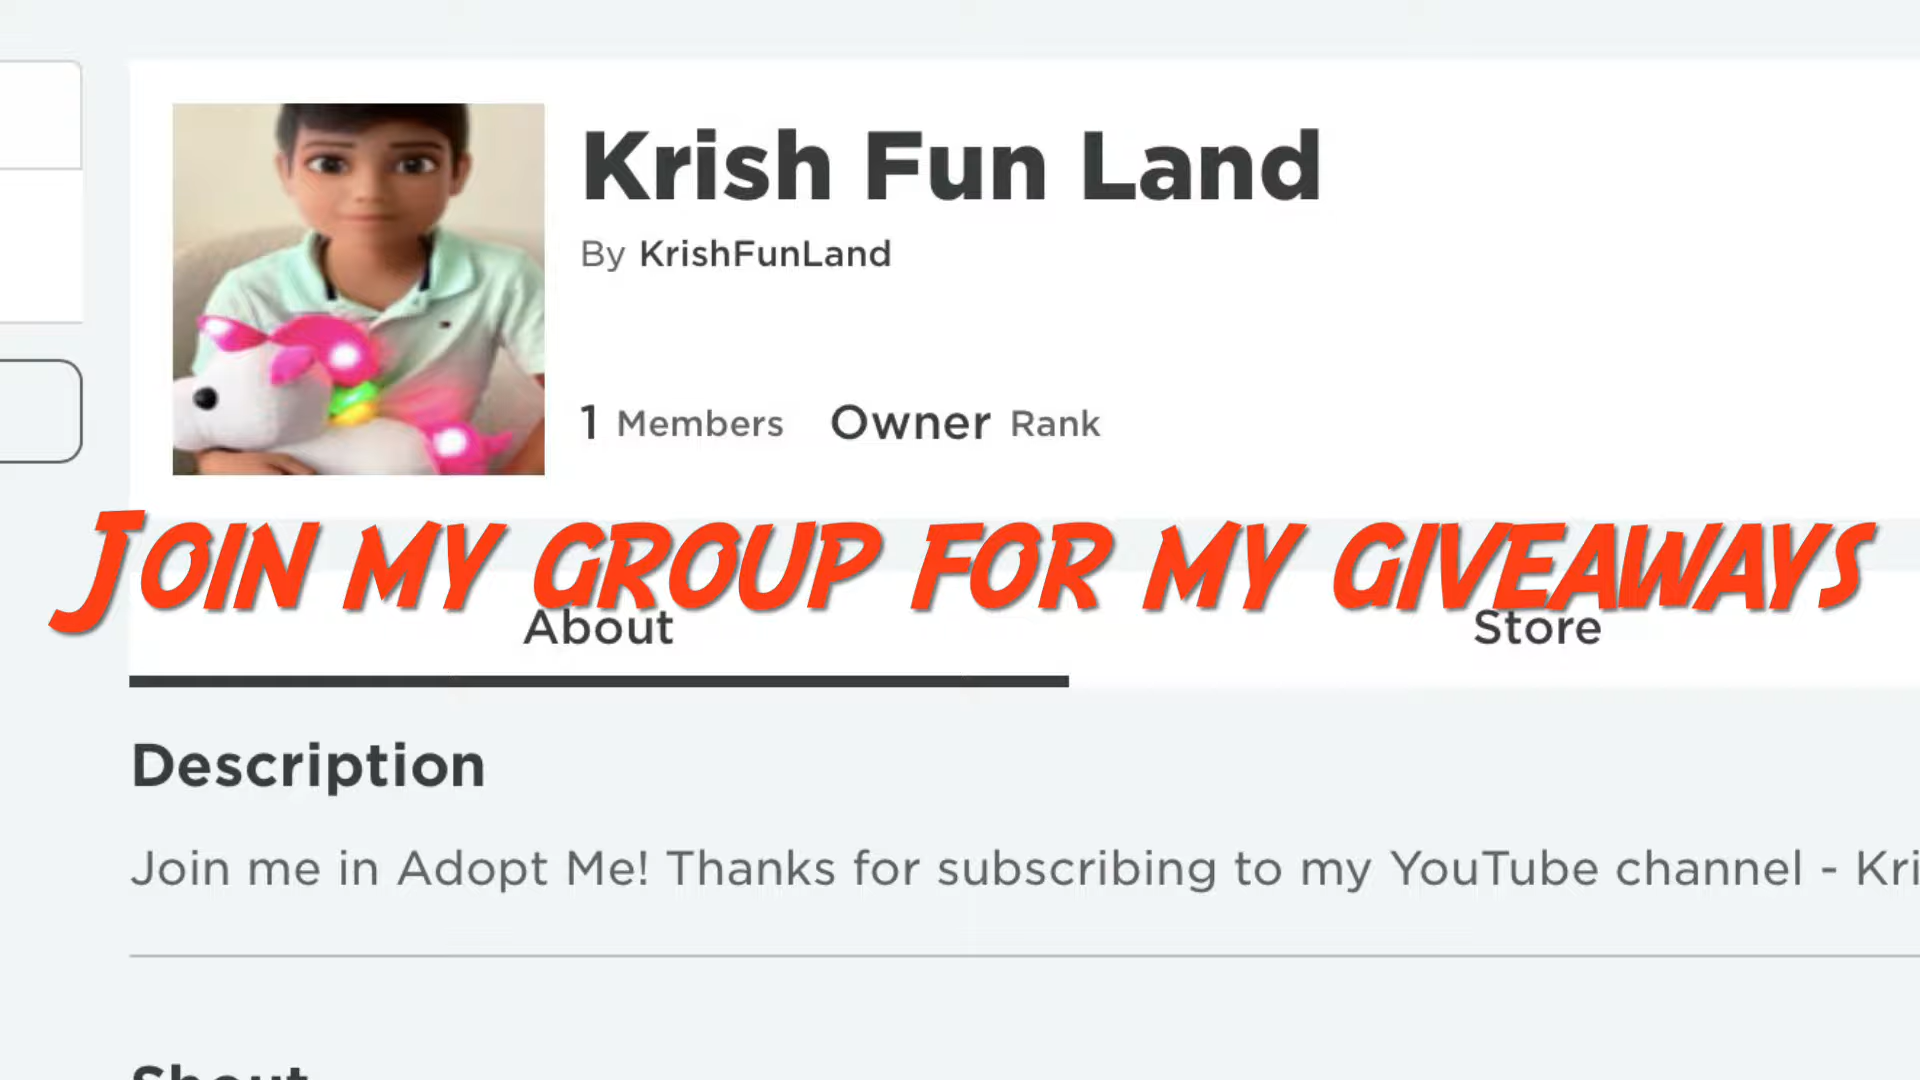 Krish Fun Land
By KrishFunLand
1 Members Owner Rank
JOIN MY GROUP FOR MY GIVEAWAYS
About Store
Description
Join me in Adopt Me! Thanks for subscribing to my YouTube channel - Kri
Shout